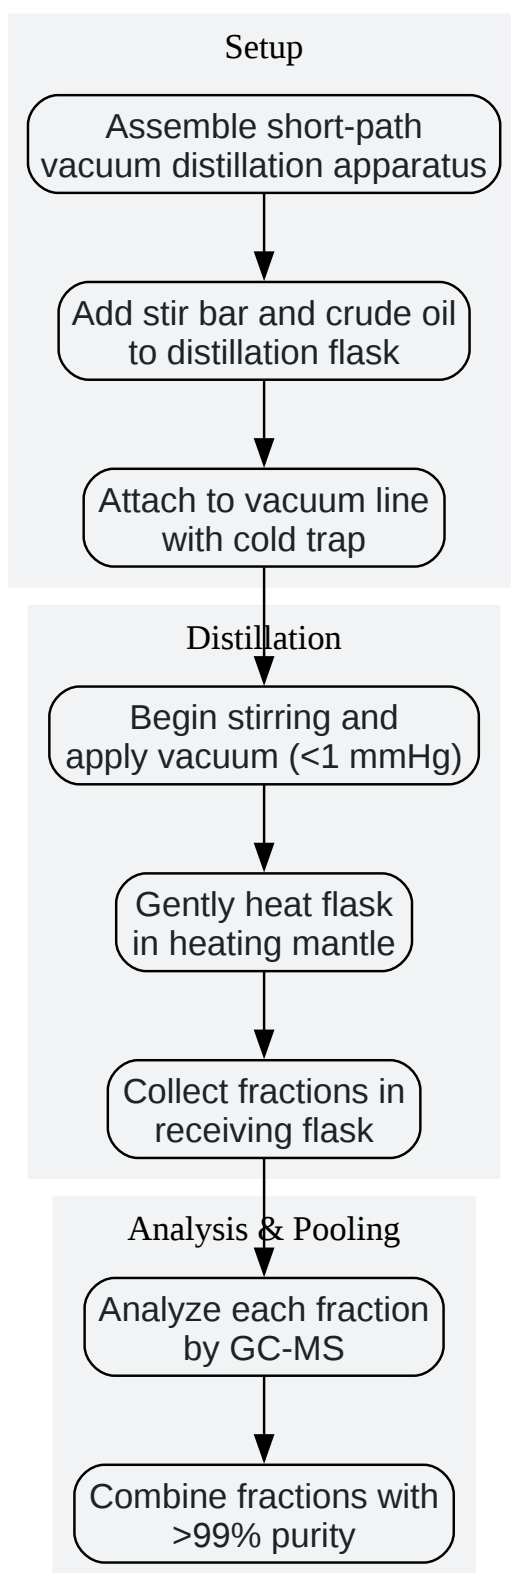 Setup
Assemble short-path
vacuum distillation apparatus
Add stir bar and crude oil
to distillation flask
Attach to vacuum line
with cold trap
Distillation
Begin stirring and
apply vacuum (<1 mmHg)
Gently heat flask
in heating mantle
Collect fractions in
receiving flask
Analysis & Pooling
Analyze each fraction
by GC-MS
Combine fractions with
>99% purity